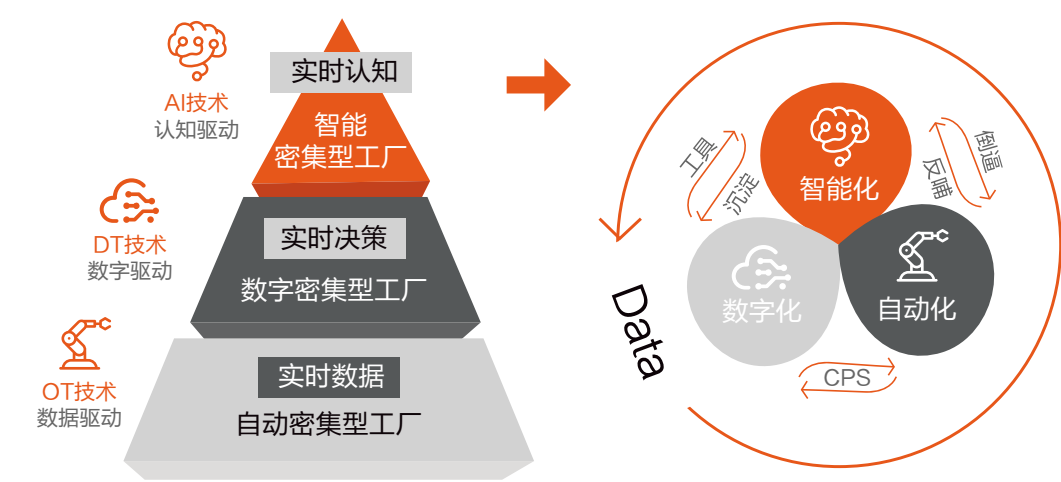 实时认知
AI技术
认知驱动
智能
密集型工厂
DT技术
数字驱动
实时决策
数字密集型工厂
OT技术
数据驱动
实时数据
自动密集型工厂
工具
沉淀
智能化
倒逼
反哺
数字化
自动化
CPS
Data